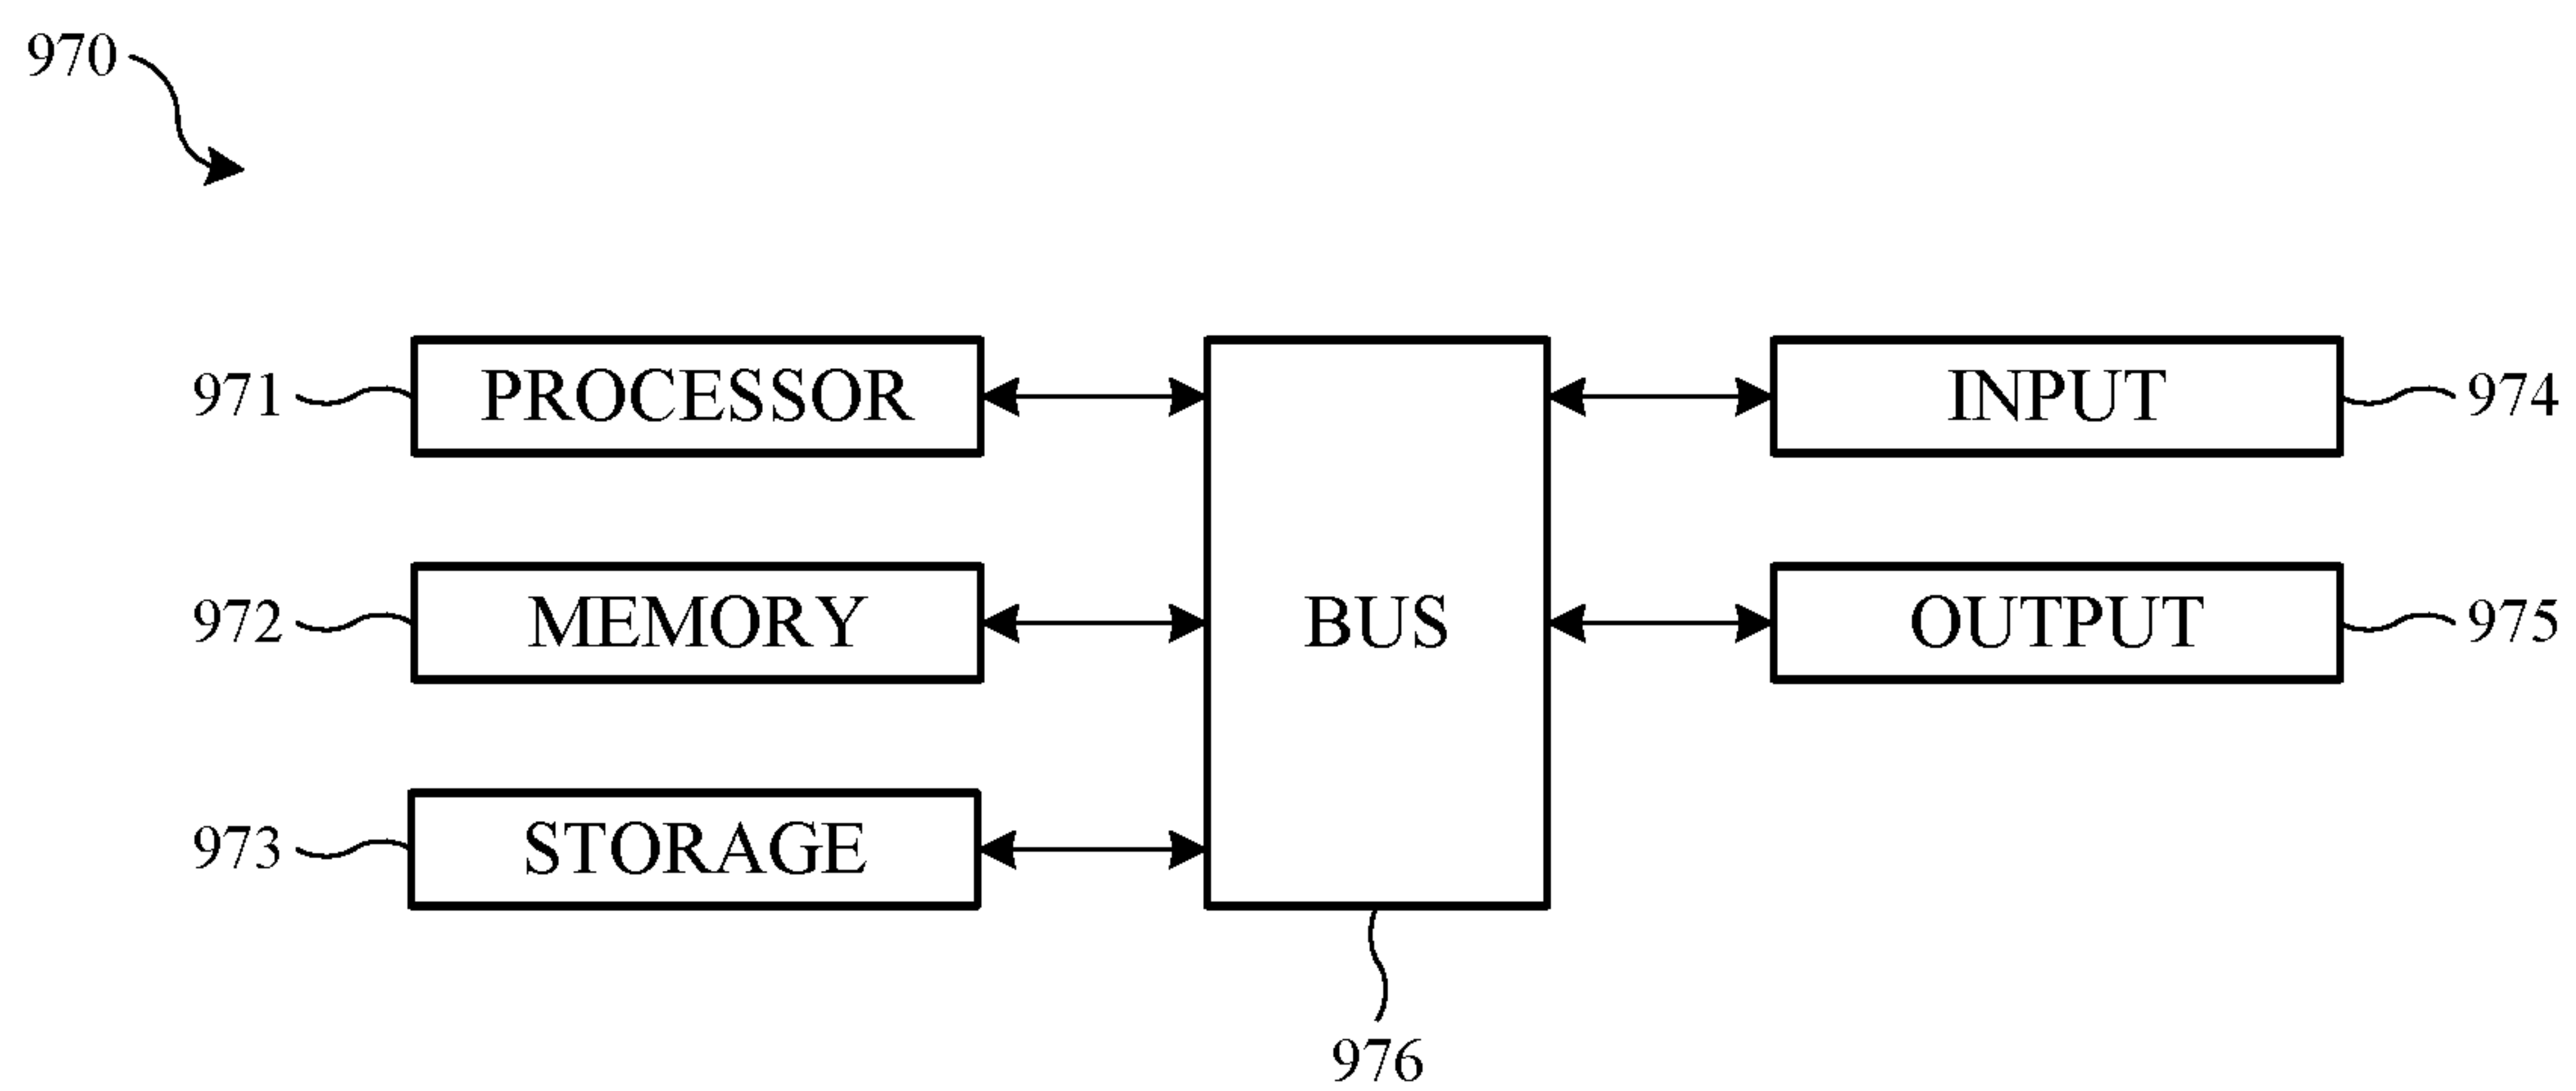 970
971 PROCESSOR INPUT 974
972 MEMORY BUS OUTPUT 975
973 STORAGE
976